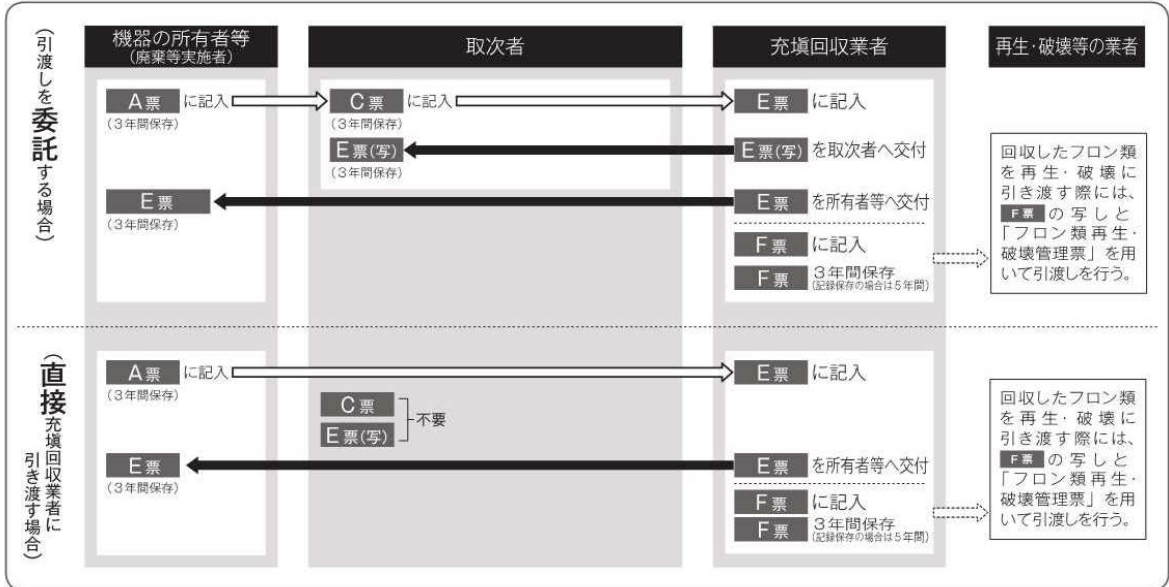 機器の所有者等
(廃棄等実施者)
取次者
充塡回収業者
再生・破壊等の業者
(引渡しを委託する場合)
A票 に記入
(3年間保存)
C票 に記入
(3年間保存)
E票 に記入
E票(写)
(3年間保存)
E票(写) を取次者へ交付
E票
(3年間保存)
E票 を所有者等へ交付
F票 に記入
F票 3年間保存
(記録保存の場合は5年間)
回収したフロン類
を再生・破壊に
引き渡す際には、
F票 の写しと
「フロン類再生・
破壊管理票」を用
いて引渡しを行う。
(直接充塡回収業者に
引き渡す場合)
A票 に記入
(3年間保存)
E票 に記入
C票
E票(写)
不要
E票
(3年間保存)
E票 を所有者等へ交付
F票 に記入
F票 3年間保存
(記録保存の場合は5年間)
回収したフロン類
を再生・破壊に
引き渡す際には、
F票 の写しと
「フロン類再生・
破壊管理票」を用
いて引渡しを行う。